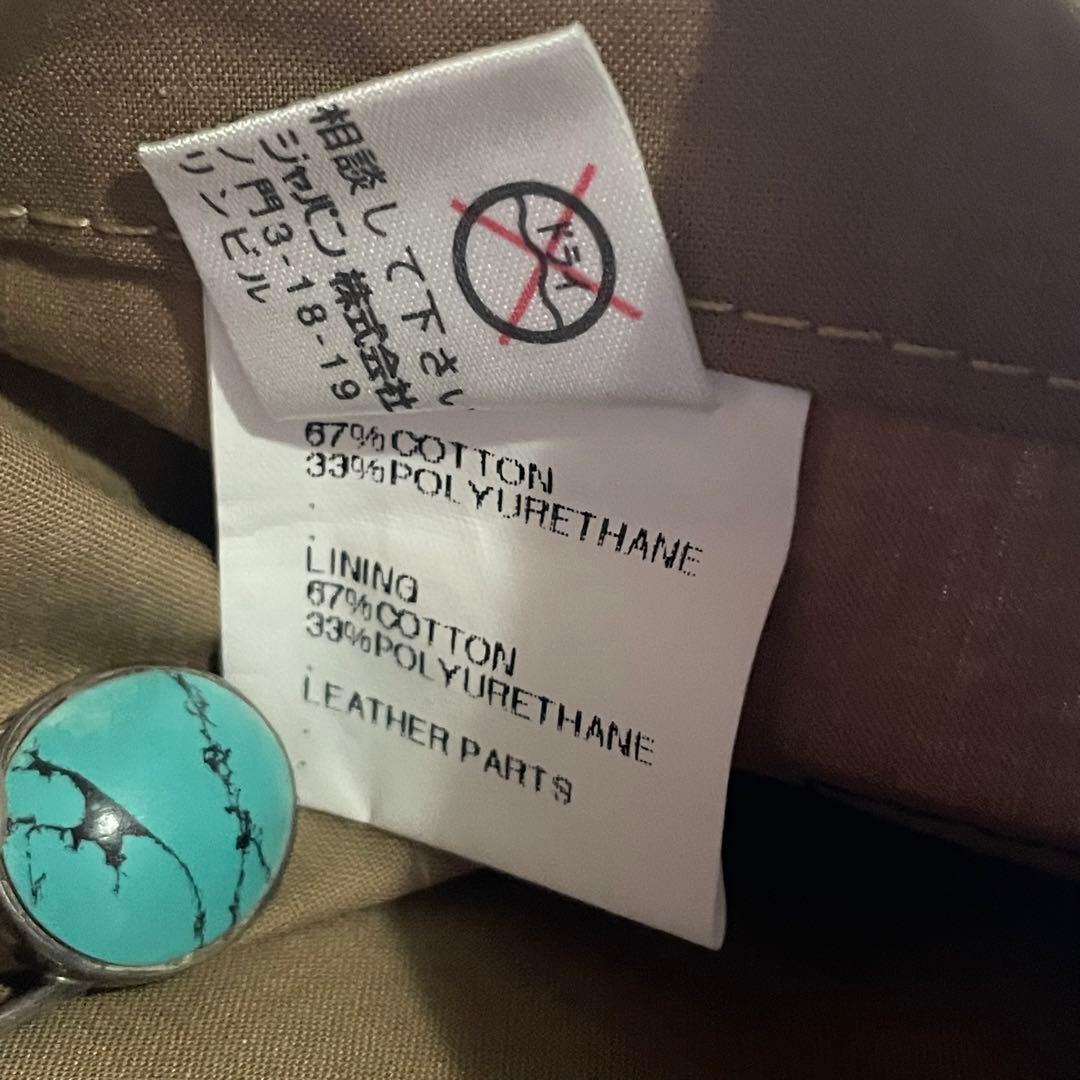 相談して下さい
ジャパン 株式会社
ノ門3-18-19
リンビル
ドライ
67%COTTON
33%POLYURETHANE
LINING
67%COTTON
33%POLYURETHANE
LEATHER PARTS